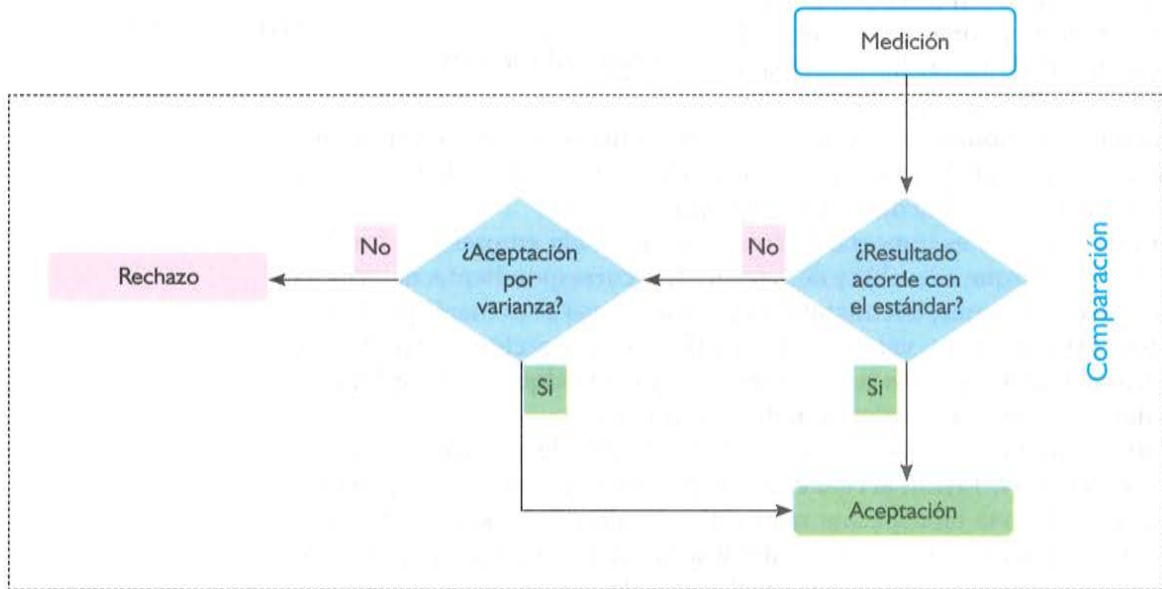 Medición
¿Resultado
acorde con
el estándar?
No
¿Aceptación
por
varianza?
No
Rechazo
Si
Si
Aceptación
Comparación